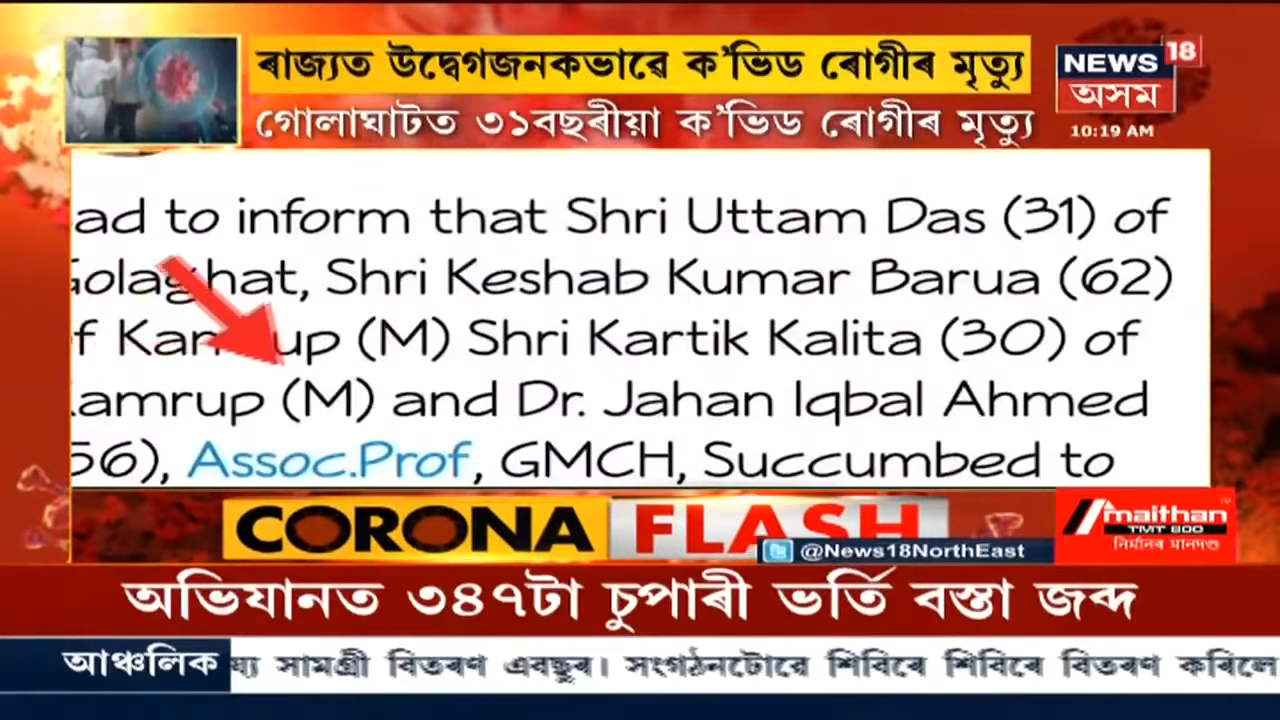 ৰাজ্যত উদ্বেগজনকভাৱে ক'ভিড ৰোগীৰ মৃত্যু
গোলাঘাটত ৩১বছৰীয়া ক'ভিড ৰোগীৰ মৃত্যু
NEWS 18
অসম
10:19 AM
ad to inform that Shri Uttam Das (31) of
Golaghat, Shri Keshab Kumar Barua (62)
f Kamrup (M) Shri Kartik Kalita (30) of
amrup (M) and Dr. Jahan Iqbal Ahmed
56), Assoc.Prof, GMCH, Succumbed to
CORONA FLASH
@News18NorthEast
maithan
TMT 800
নিৰ্মানৰ মানদণ্ড
অভিযানত ৩৪৭টা চুপাৰী ভৰ্তি বস্তা জব্দ
আঞ্চলিক য্য সামগ্ৰী বিতৰণ এবছুৰ। সংগঠনটোৱে শিবিৰে শিবিৰে বিতৰণ কৰিলে